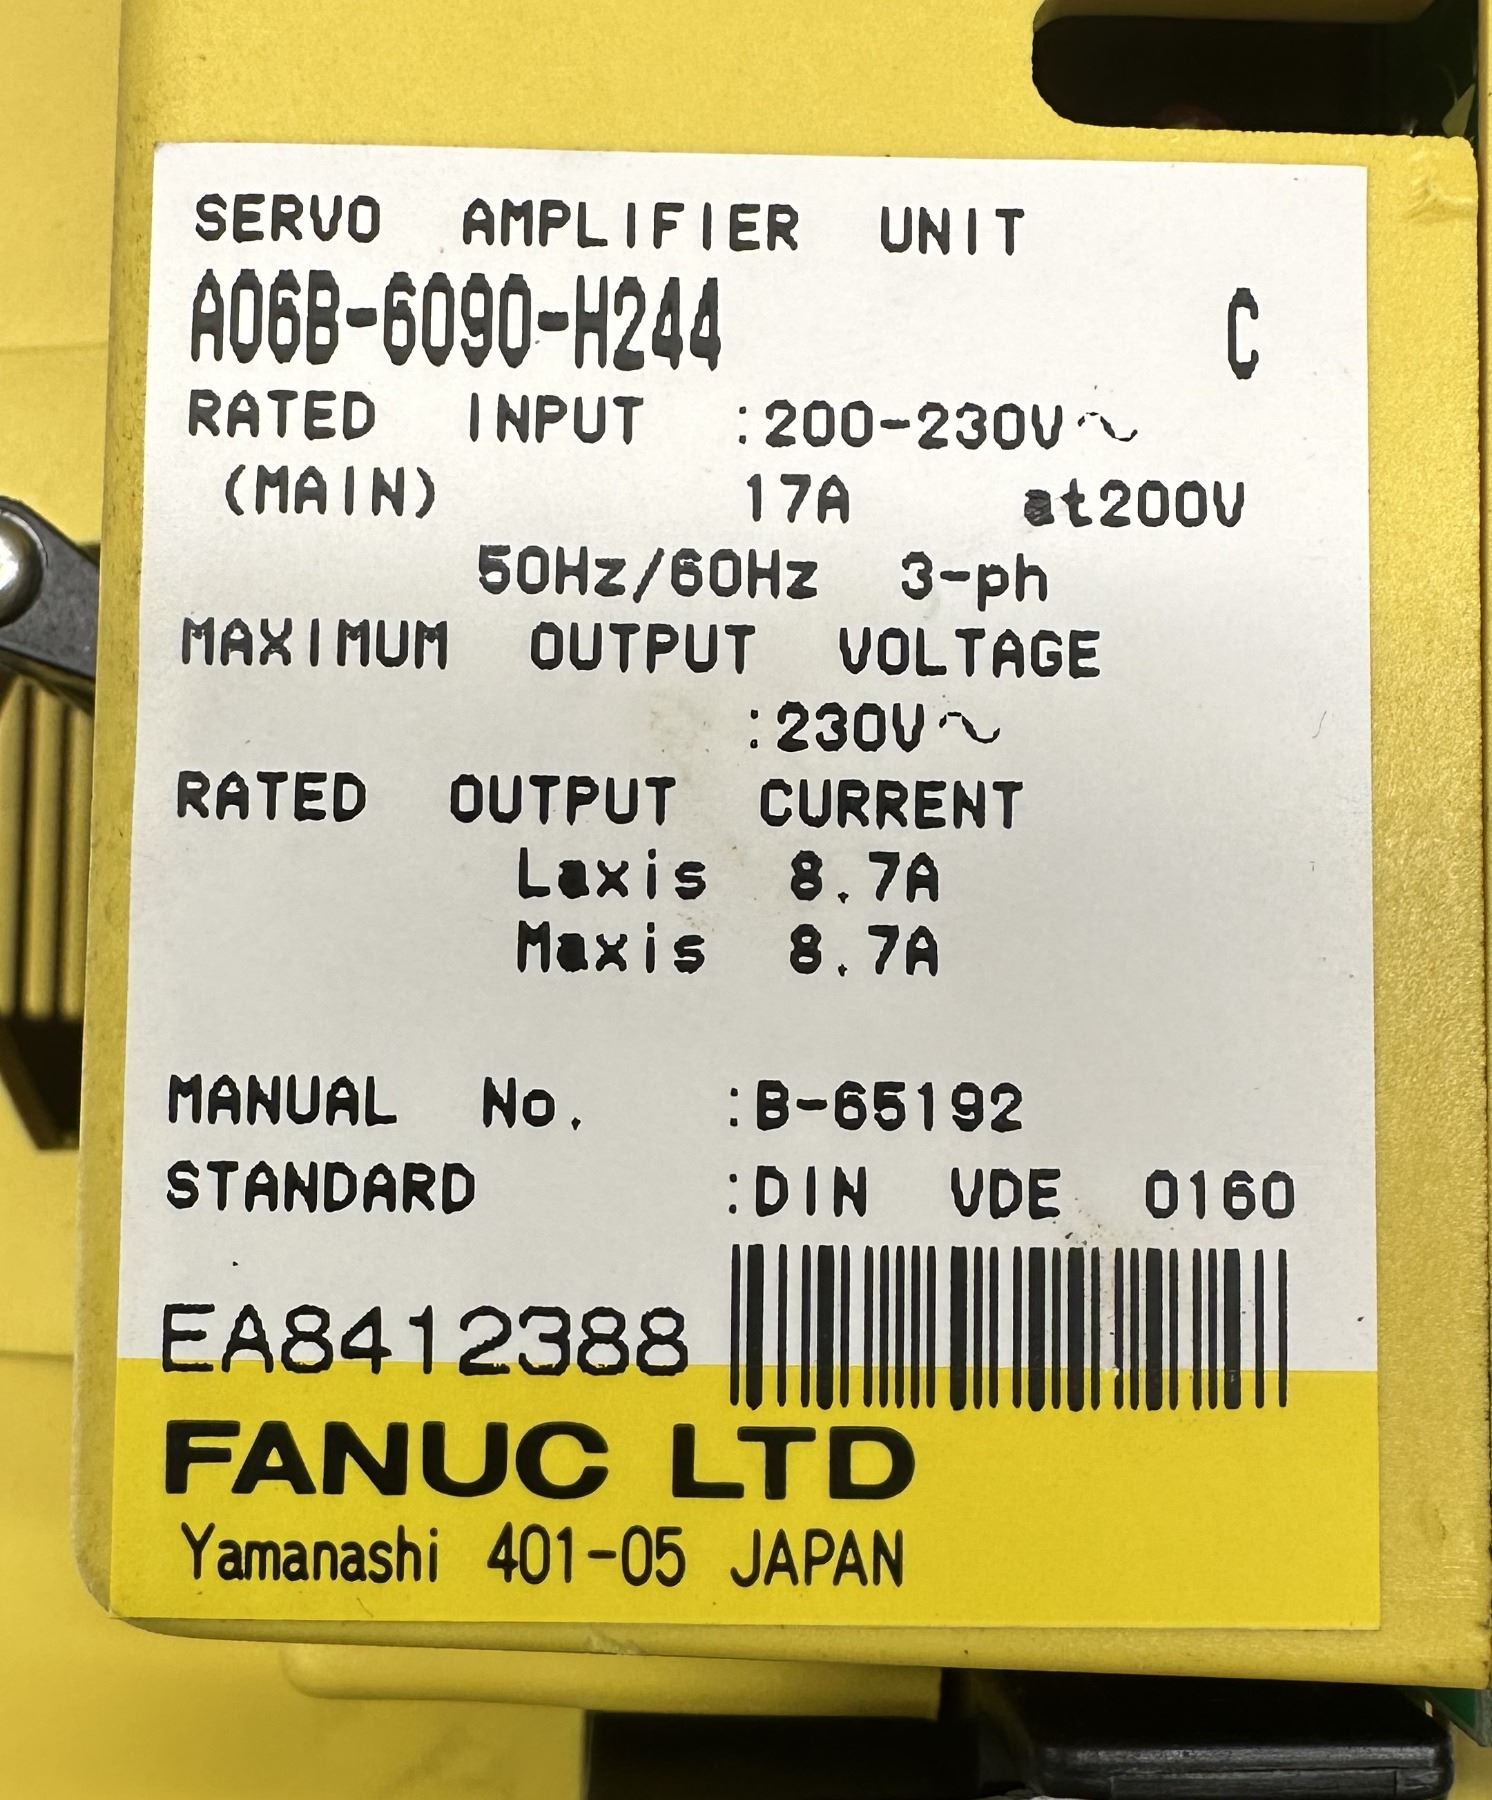 SERVO AMPLIFIER UNIT
A06B-6090-H244 C
RATED INPUT :200-230V~
(MAIN) 17A at200V
50Hz/60Hz 3-ph
MAXIMUM OUTPUT VOLTAGE
:230V~
RATED OUTPUT CURRENT
Laxis 8.7A
Maxis 8.7A
MANUAL No. :B-65192
STANDARD :DIN VDE 0160
EA8412388
FANUC LTD
Yamanashi 401-05 JAPAN